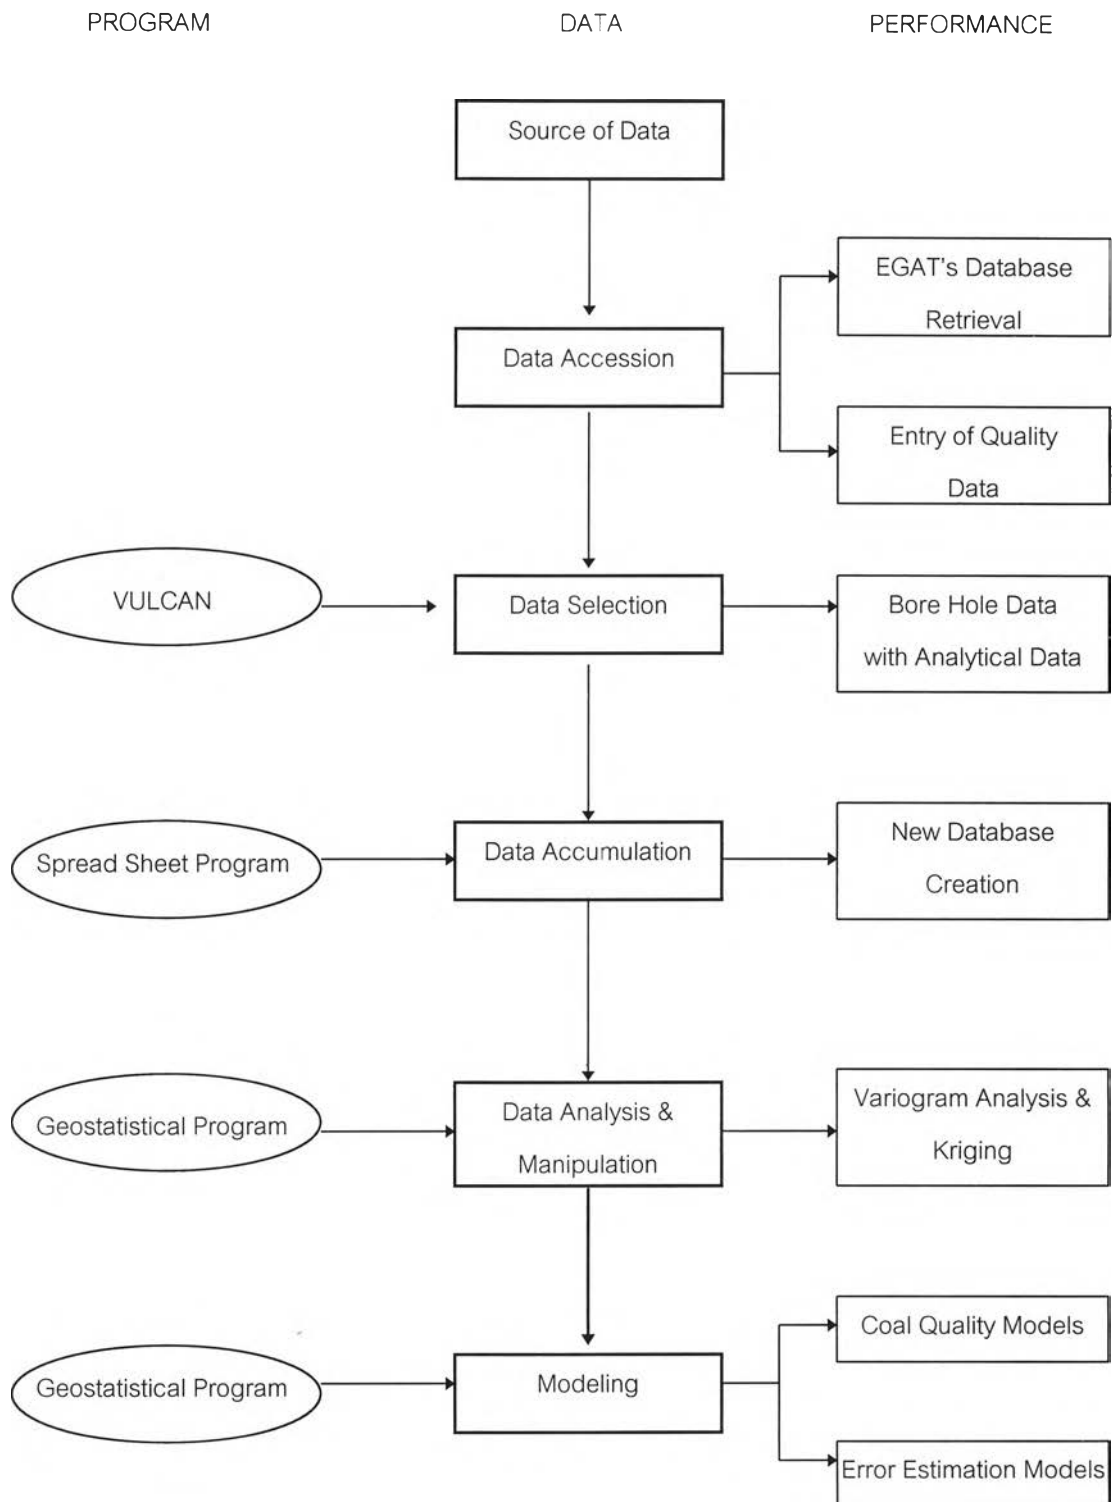 PROGRAM
DATA
PERFORMANCE
Source of Data
EGAT's Database
Retrieval
Data Accession
Entry of Quality
Data
VULCAN
Data Selection
Bore Hole Data
with Analytical Data
Spread Sheet Program
Data Accumulation
New Database
Creation
Geostatistical Program
Data Analysis &
Manipulation
Variogram Analysis &
Kriging
Coal Quality Models
Geostatistical Program
Modeling
Error Estimation Models